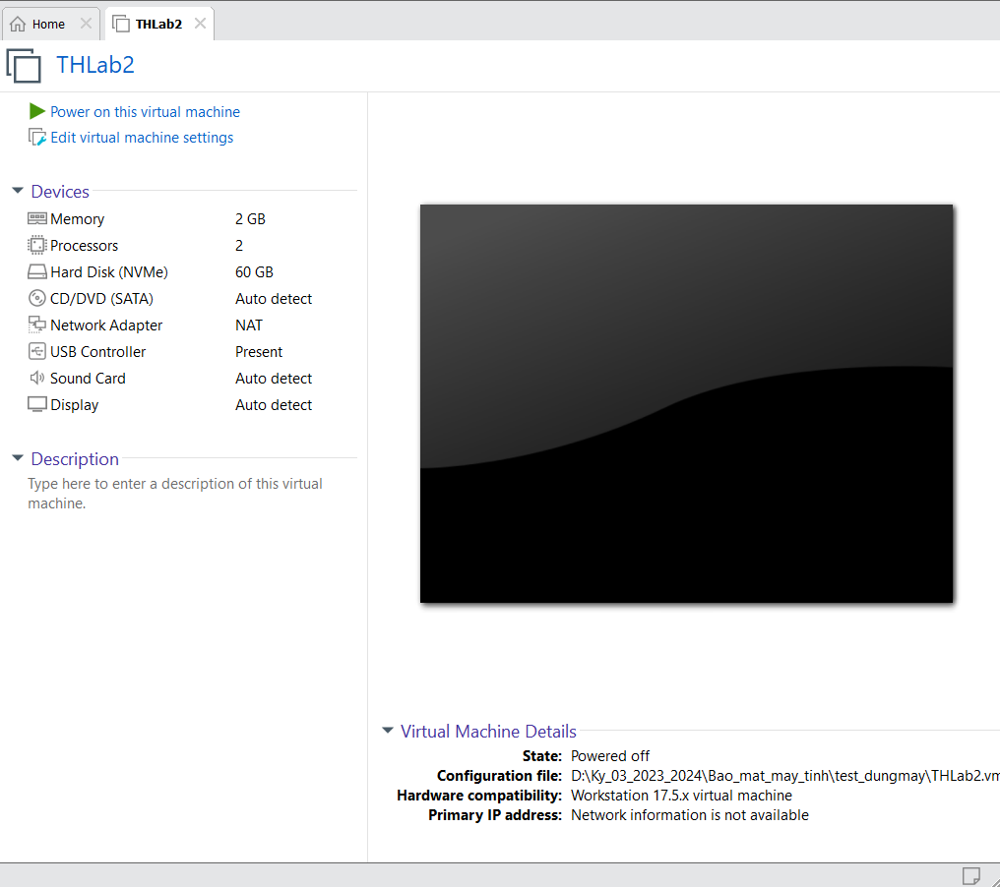 Home
THLab2
THLab2
Power on this virtual machine
Edit virtual machine settings
Devices
Memory 2 GB
Processors 2
Hard Disk (NVMe) 60 GB
CD/DVD (SATA) Auto detect
Network Adapter NAT
USB Controller Present
Sound Card Auto detect
Display Auto detect
Description
Type here to enter a description of this virtual
machine.
Virtual Machine Details
State: Powered off
Configuration file: D:\Ky_03_2023_2024\Bao_mat_may_tinh\test_dungmay\THLab2.vm
Hardware compatibility: Workstation 17.5.x virtual machine
Primary IP address: Network information is not available